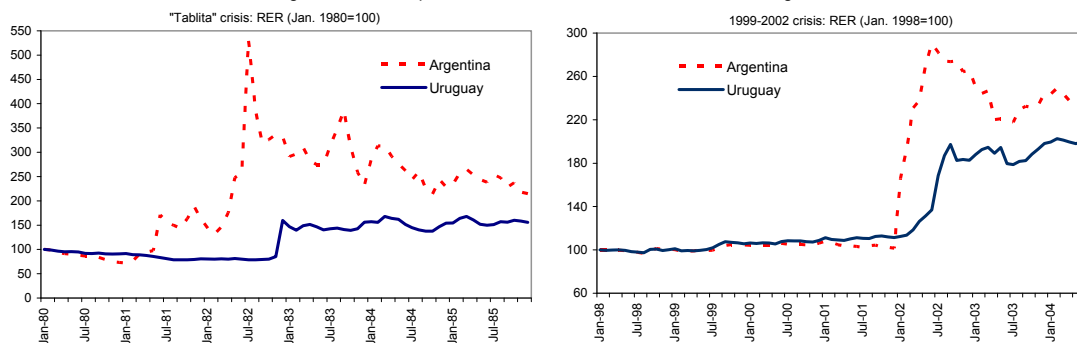 "Tablita" crisis: RER (Jan. 1980=100)
550
500
450
400
350
300
250
200
150
100
50
0
Argentina
Uruguay
Jan-80
Jul-80
Jan-81
Jul-81
Jan-82
Jul-82
Jan-83
Jul-83
Jan-84
Jul-84
Jan-85
Jul-85
1999-2002 crisis: RER (Jan. 1998=100)
300
260
220
180
140
100
60
Argentina
Uruguay
Jan-98
Jul-98
Jan-99
Jul-99
Jan-00
Jul-00
Jan-01
Jul-01
Jan-02
Jul-02
Jan-03
Jul-03
Jan-04